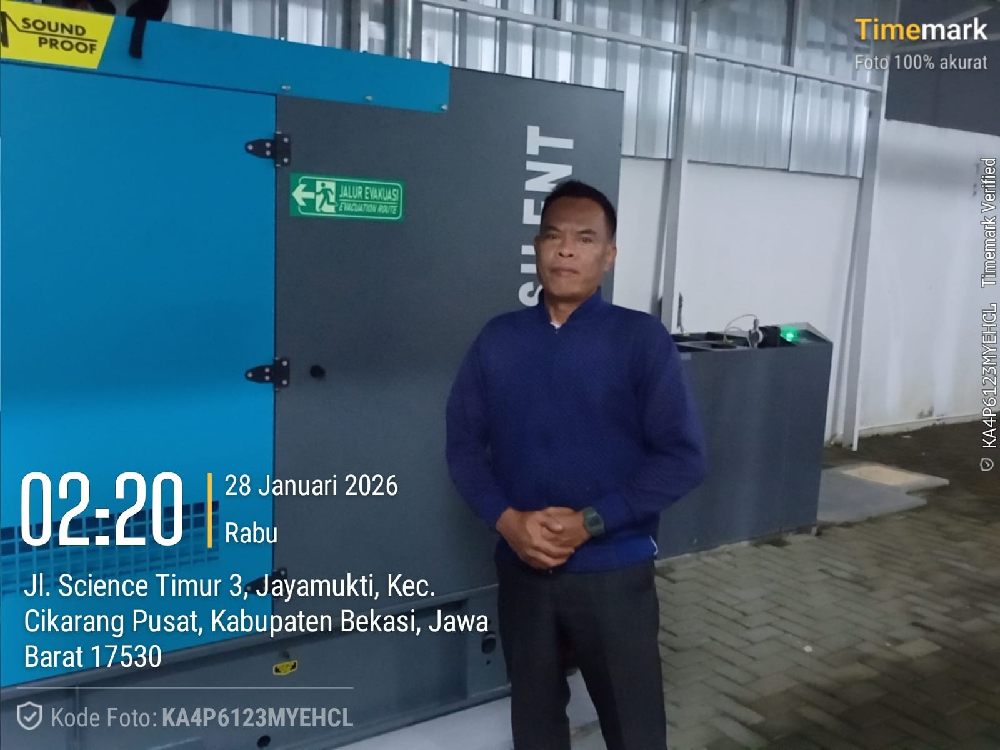 SOUND
PROOF
Timemark
Foto 100% akurat
JALUR EVAKUASI
EVACUATION ROUTE
SILENT
02:20
28 Januari 2026
Rabu
Jl. Science Timur 3, Jayamukti, Kec.
Cikarang Pusat, Kabupaten Bekasi, Jawa
Barat 17530
Kode Foto: KA4P6123MYEHCL
KA4P6123MYEHCL Timemark Verified